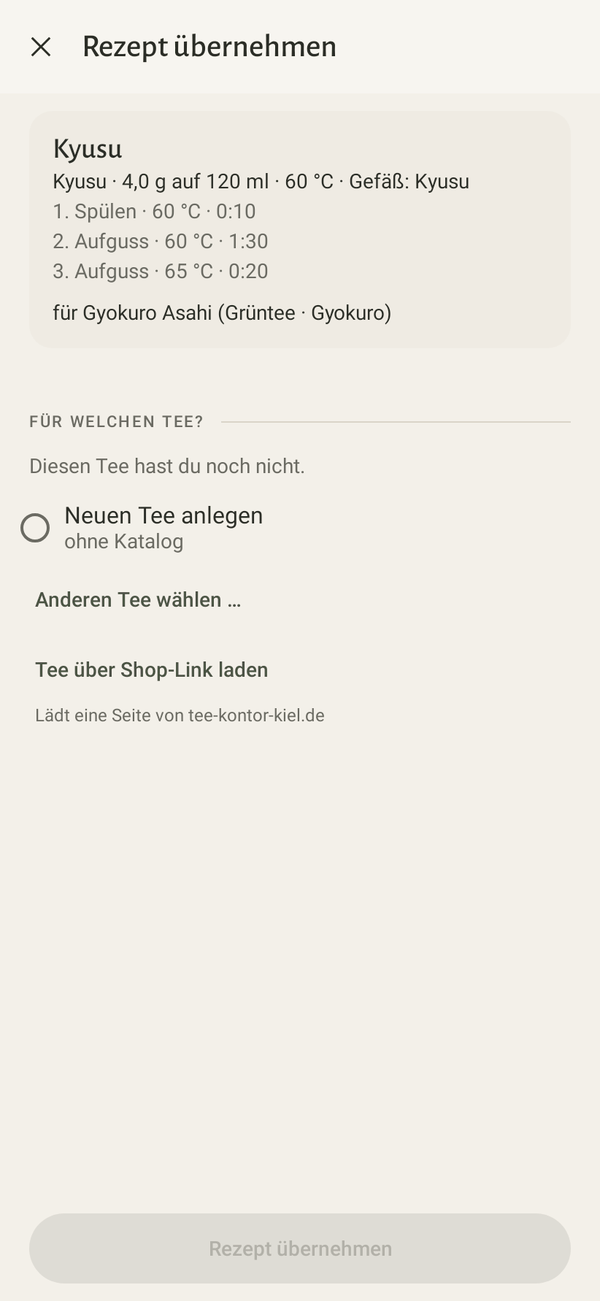 Rezept übernehmen
Kyusu
Kyusu · 4,0 g auf 120 ml · 60 °C · Gefäß: Kyusu
1. Spülen · 60 °C · 0:10
2. Aufguss · 60 °C · 1:30
3. Aufguss · 65 °C · 0:20
für Gyokuro Asahi (Grüntee · Gyokuro)
FÜR WELCHEN TEE?
Diesen Tee hast du noch nicht.
Neuen Tee anlegen
ohne Katalog
Anderen Tee wählen …
Tee über Shop-Link laden
Lädt eine Seite von tee-kontor-kiel.de
Rezept übernehmen